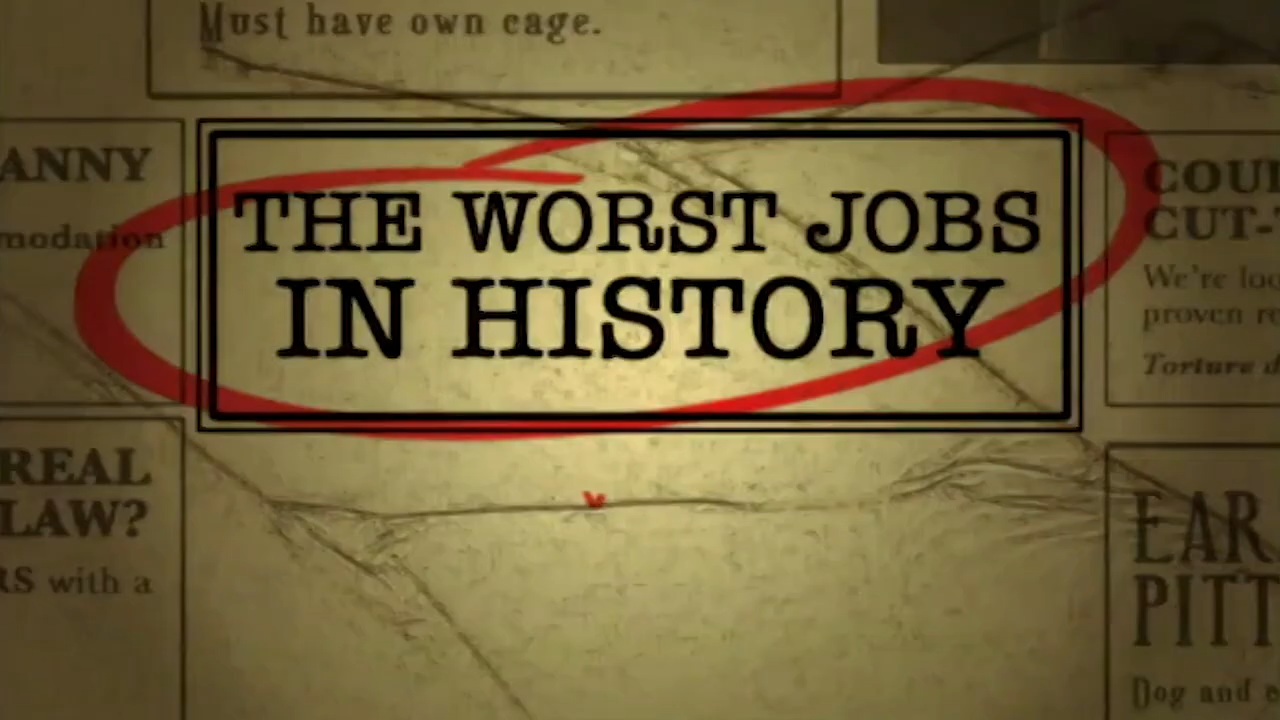 Must have own cage.
ANNY
modation
THE WORST JOBS
IN HISTORY
COU
CUT-
We're loo
proven re
Torture d
REAL
LAW?
RS with a
EAR
PITT
Dog and e